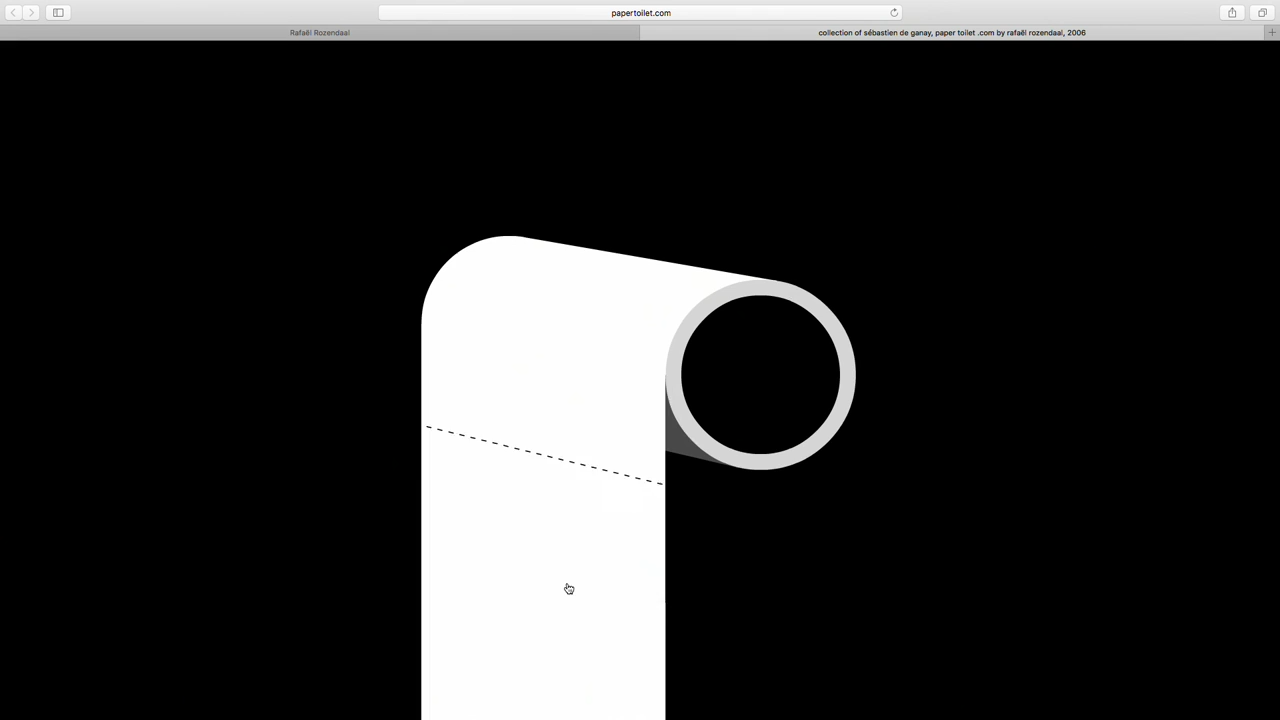 papertoilet.com
Rafaël Rozendaal
collection of sébastien de ganay, paper toilet .com by rafaël rozendaal, 2006